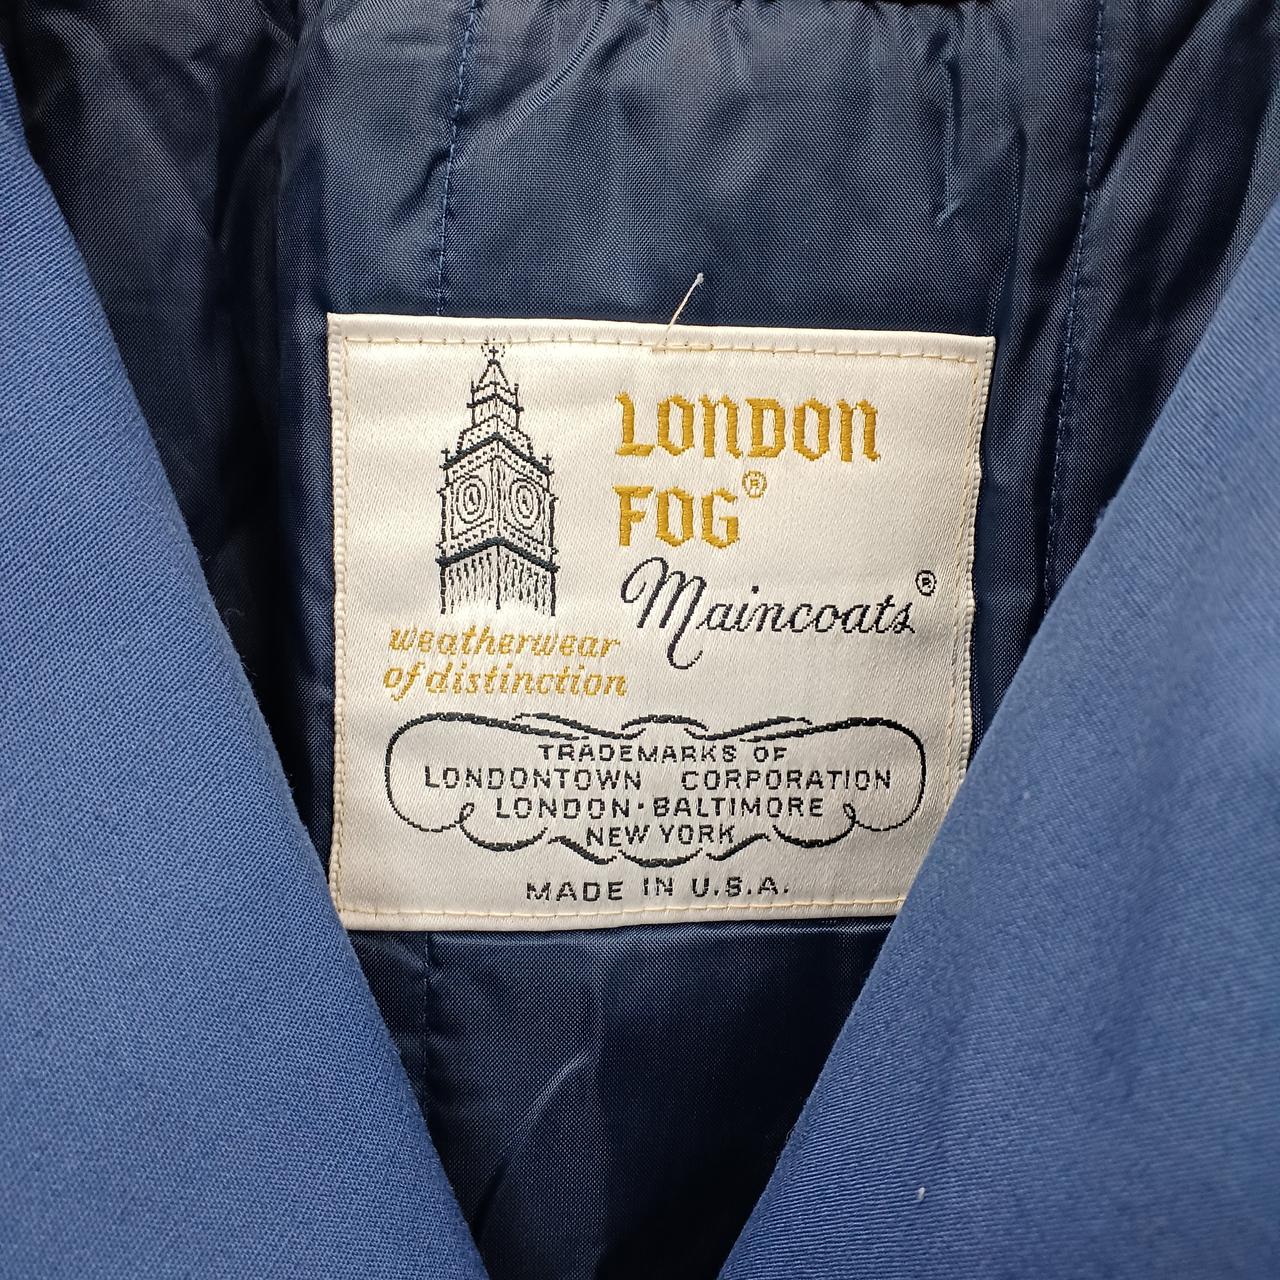 LONDON
FOG®
Maincoats®
weatherwear
of distinction
TRADEMARKS OF
LONDONTOWN CORPORATION
LONDON·BALTIMORE
NEW YORK
MADE IN U.S.A.